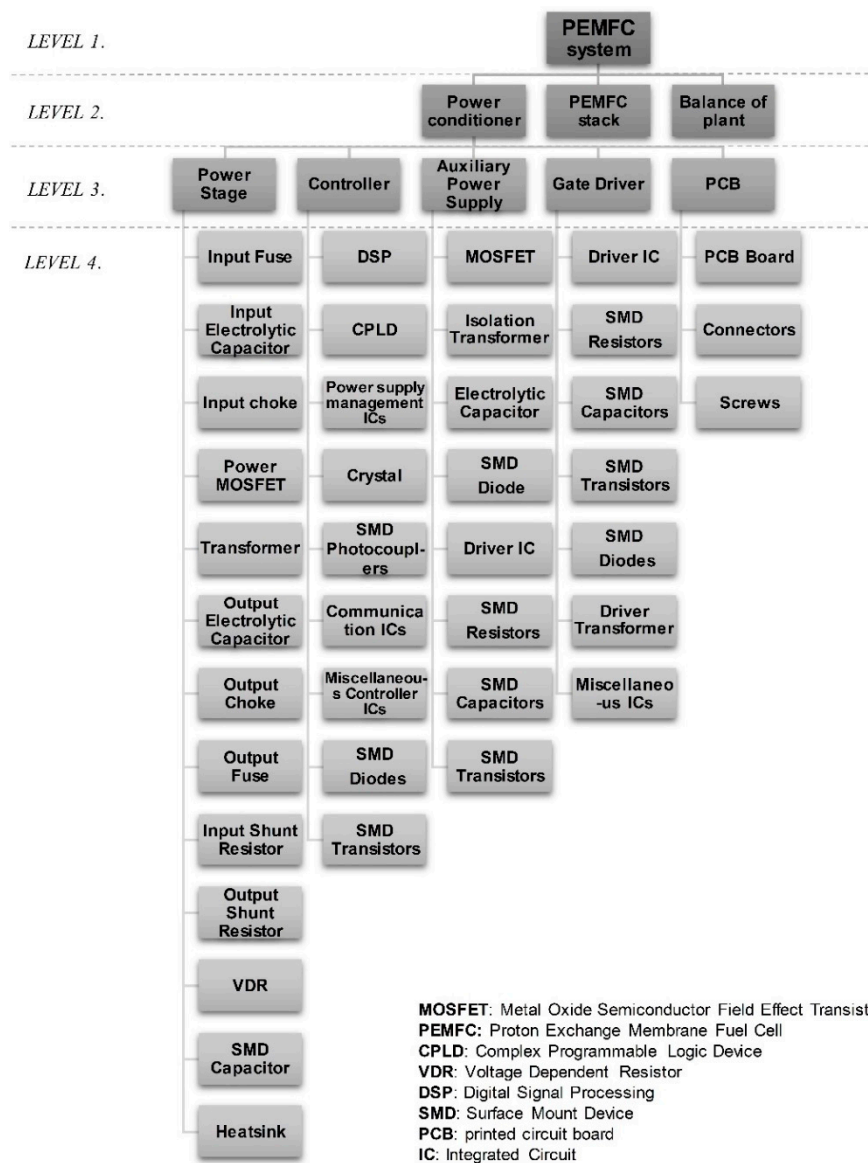 LEVEL 1.
PEMFC
system
LEVEL 2.
Power
conditioner
PEMFC
stack
Balance of
plant
LEVEL 3.
Power
Stage
Controller
Auxiliary
Power
Supply
Gate Driver
PCB
LEVEL 4.
Input Fuse
DSP
MOSFET
Driver IC
PCB Board
Input
Electrolytic
Capacitor
CPLD
Isolation
Transformer
SMD
Resistors
Connectors
Input choke
Power supply
management
ICs
Electrolytic
Capacitor
SMD
Capacitors
Screws
Power
MOSFET
Crystal
SMD
Diode
SMD
Transistors
Transformer
SMD
Photocoupl-
ers
Driver IC
SMD
Diodes
Output
Electrolytic
Capacitor
Communica
tion ICs
SMD
Resistors
Driver
Transformer
Output
Choke
Miscellaneou-
s Controller
ICs
SMD
Capacitors
Miscellaneo
-us ICs
Output
Fuse
SMD
Diodes
SMD
Transistors
Input Shunt
Resistor
SMD
Transistors
Output
Shunt
Resistor
VDR
SMD
Capacitor
Heatsink
MOSFET: Metal Oxide Semiconductor Field Effect Transist
PEMFC: Proton Exchange Membrane Fuel Cell
CPLD: Complex Programmable Logic Device
VDR: Voltage Dependent Resistor
DSP: Digital Signal Processing
SMD: Surface Mount Device
PCB: printed circuit board
IC: Integrated Circuit